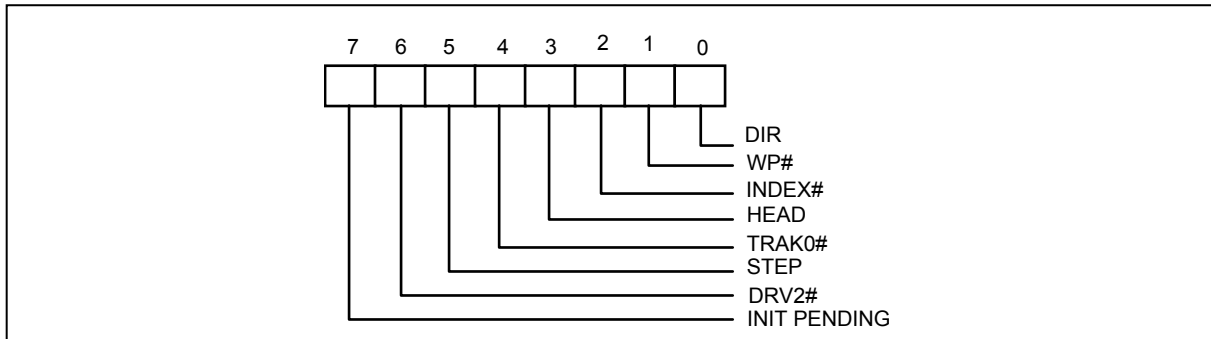 7 6 5 4 3 2 1 0
DIR
WP#
INDEX#
HEAD
TRAK0#
STEP
DRV2#
INIT PENDING